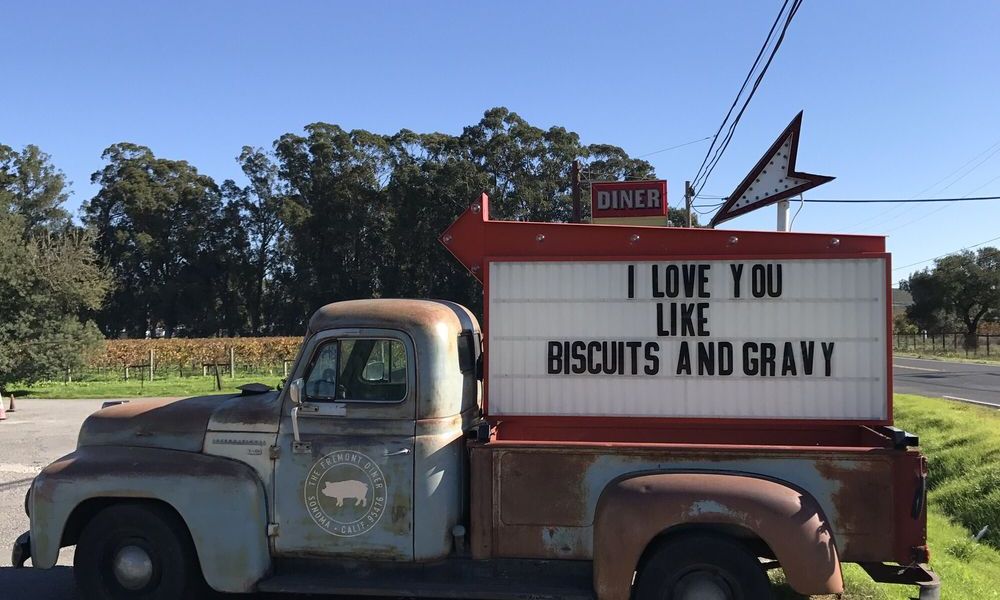 DINER
I LOVE YOU
LIKE
BISCUITS AND GRAVY
THE FREMONT DINER
SONOMA • CALIF. 95476